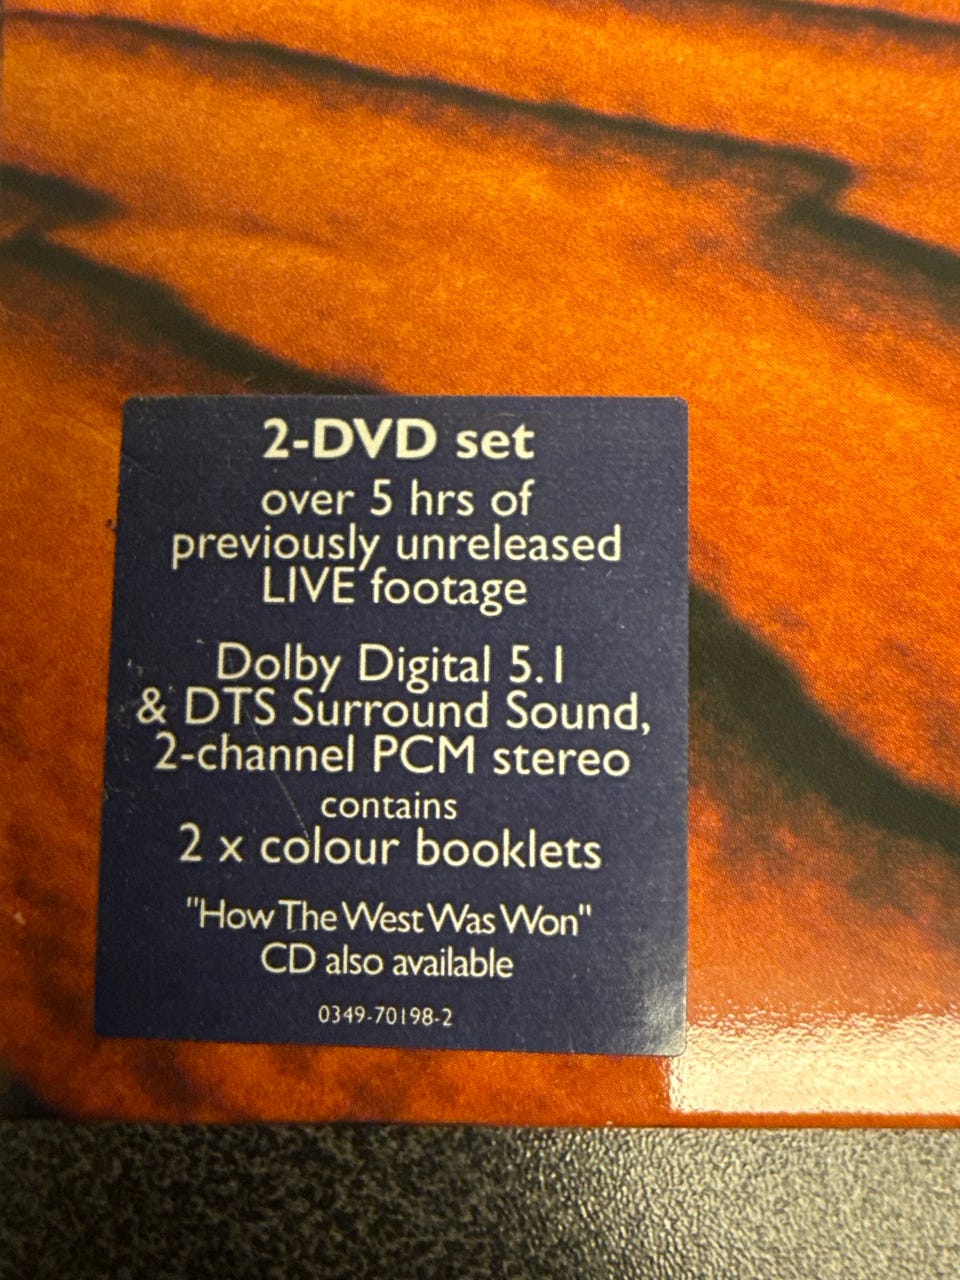 2-DVD set
over 5 hrs of
previously unreleased
LIVE footage
Dolby Digital 5.1
& DTS Surround Sound,
2-channel PCM stereo
contains
2 x colour booklets
"How The West Was Won"
CD also available
0349-70198-2